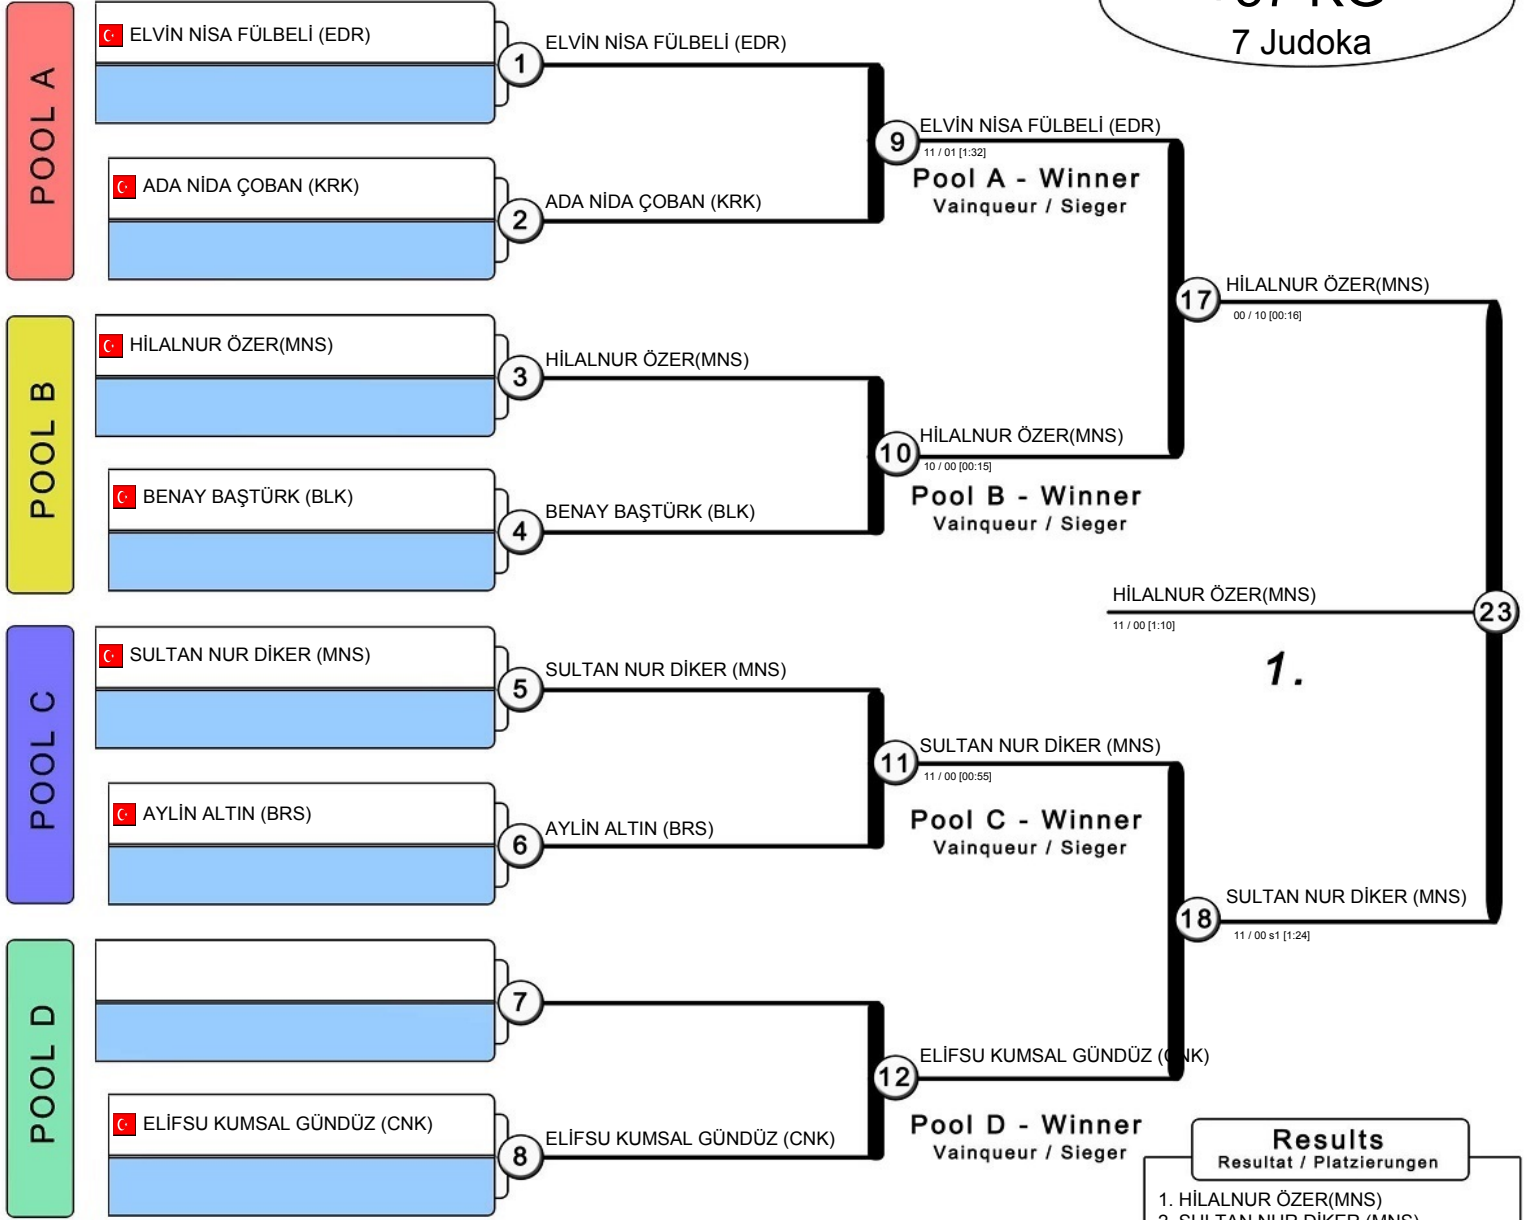 7 Judoka
POOL A
ELVİN NİSA FÜLBELİ (EDR)
1
ELVİN NİSA FÜLBELİ (EDR)
ADA NİDA ÇOBAN (KRK)
2
ADA NİDA ÇOBAN (KRK)
9
ELVİN NİSA FÜLBELİ (EDR)
11 / 01 [1:32]
Pool A - Winner
Vainqueur / Sieger
POOL B
HİLALNUR ÖZER(MNS)
3
HİLALNUR ÖZER(MNS)
BENAY BAŞTÜRK (BLK)
4
BENAY BAŞTÜRK (BLK)
10
HİLALNUR ÖZER(MNS)
10 / 00 [00:15]
Pool B - Winner
Vainqueur / Sieger
17
HİLALNUR ÖZER(MNS)
00 / 10 [00:16]
HİLALNUR ÖZER(MNS)
11 / 00 [1:10]
23
1.
POOL C
SULTAN NUR DİKER (MNS)
5
SULTAN NUR DİKER (MNS)
AYLİN ALTIN (BRS)
6
AYLİN ALTIN (BRS)
11
SULTAN NUR DİKER (MNS)
11 / 00 [00:55]
Pool C - Winner
Vainqueur / Sieger
18
SULTAN NUR DİKER (MNS)
11 / 00 s1 [1:24]
POOL D
7
ELİFSU KUMSAL GÜNDÜZ (CNK)
8
ELİFSU KUMSAL GÜNDÜZ (CNK)
12
ELİFSU KUMSAL GÜNDÜZ (CNK)
Pool D - Winner
Vainqueur / Sieger
Results
Resultat / Platzierungen
1. HİLALNUR ÖZER(MNS)
2. SULTAN NUR DİKER (MNS)